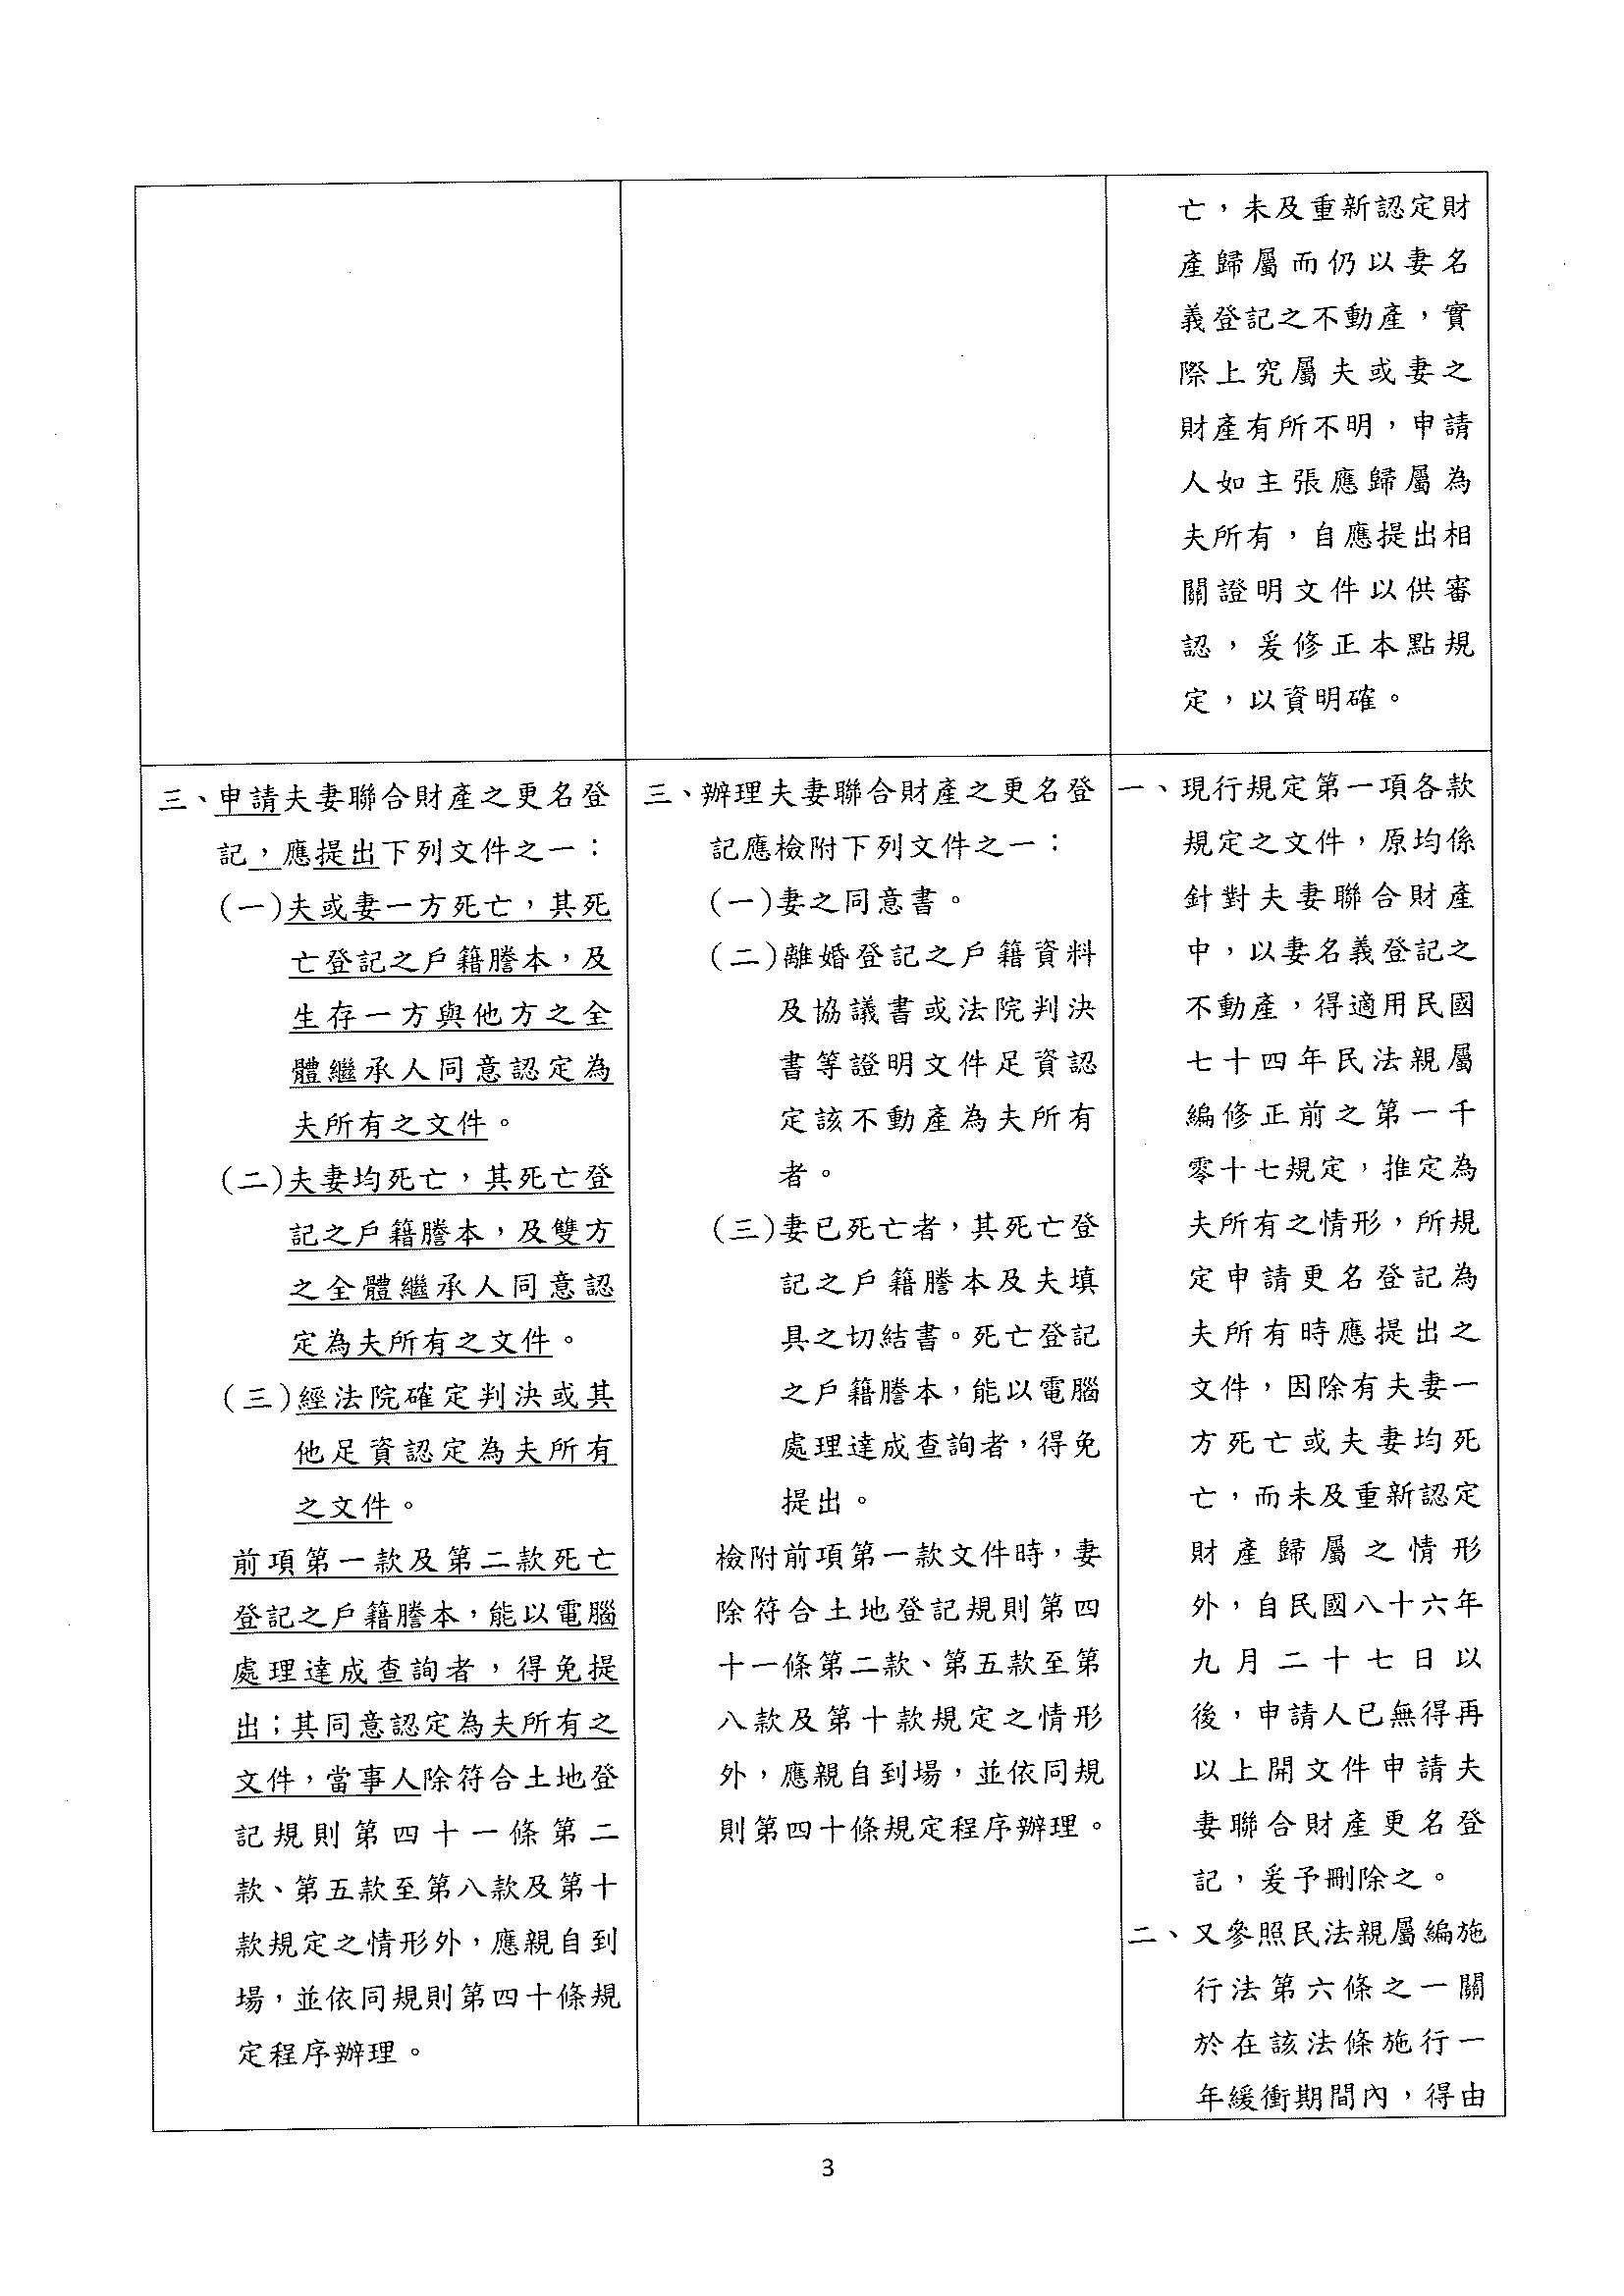 亡，未及重新認定財
產歸屬而仍以妻名
義登記之不動產，實
際上究屬夫或妻之
財產有所不明，申請
人如主張應歸屬為
夫所有，自應提出相
關證明文件以供審
認，爰修正本點規
定，以資明確。
三、申請夫妻聯合財產之更名登
記，應提出下列文件之一：
(一)夫或妻一方死亡，其死
亡登記之戶籍謄本，及
生存一方與他方之全
體繼承人同意認定為
夫所有之文件。
(二)夫妻均死亡，其死亡登
記之戶籍謄本，及雙方
之全體繼承人同意認
定為夫所有之文件。
(三)經法院確定判決或其
他足資認定為夫所有
之文件。
前項第一款及第二款死亡
登記之戶籍謄本，能以電腦
處理達成查詢者，得免提
出；其同意認定為夫所有之
文件，當事人除符合土地登
記規則第四十一條第二
款、第五款至第八款及第十
款規定之情形外，應親自到
場，並依同規則第四十條規
定程序辦理。
三、辦理夫妻聯合財產之更名登
記應檢附下列文件之一：
(一)妻之同意書。
(二)離婚登記之戶籍資料
及協議書或法院判決
書等證明文件足資認
定該不動產為夫所有
者。
(三)妻已死亡者，其死亡登
記之戶籍謄本及夫填
具之切結書。死亡登記
之戶籍謄本，能以電腦
處理達成查詢者，得免
提出。
檢附前項第一款文件時，妻
除符合土地登記規則第四
十一條第二款、第五款至第
八款及第十款規定之情形
外，應親自到場，並依同規
則第四十條規定程序辦理。
一、現行規定第一項各款
規定之文件，原均係
針對夫妻聯合財產
中，以妻名義登記之
不動產，得適用民國
七十四年民法親屬
編修正前之第一千
零十七規定，推定為
夫所有之情形，所規
定申請更名登記為
夫所有時應提出之
文件，因除有夫妻一
方死亡或夫妻均死
亡，而未及重新認定
財產歸屬之情形
外，自民國八十六年
九月二十七日以
後，申請人已無得再
以上開文件申請夫
妻聯合財產更名登
記，爰予刪除之。
二、又參照民法親屬編施
行法第六條之一關
於在該法條施行一
年緩衝期間內，得由
3